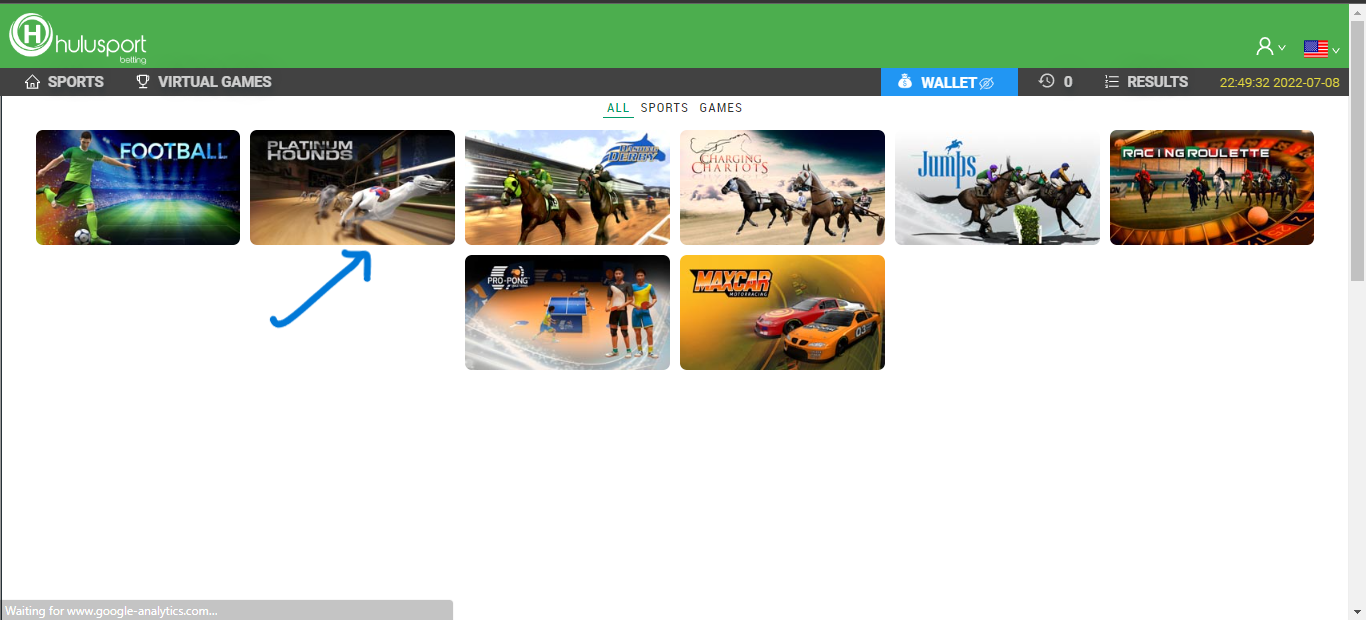 H hulusport
betting
SPORTS VIRTUAL GAMES WALLET 0 RESULTS 22:49:32 2022-07-08
ALL SPORTS GAMES
FOOTBALL
PLATINUM
HOUNDS
DERBY
CHARGING
CHARIOTS
Jumps
RACING ROULETTE
PRO-PONG
MAXCAR
MOTORRACING
03
Waiting for www.google-analytics.com...